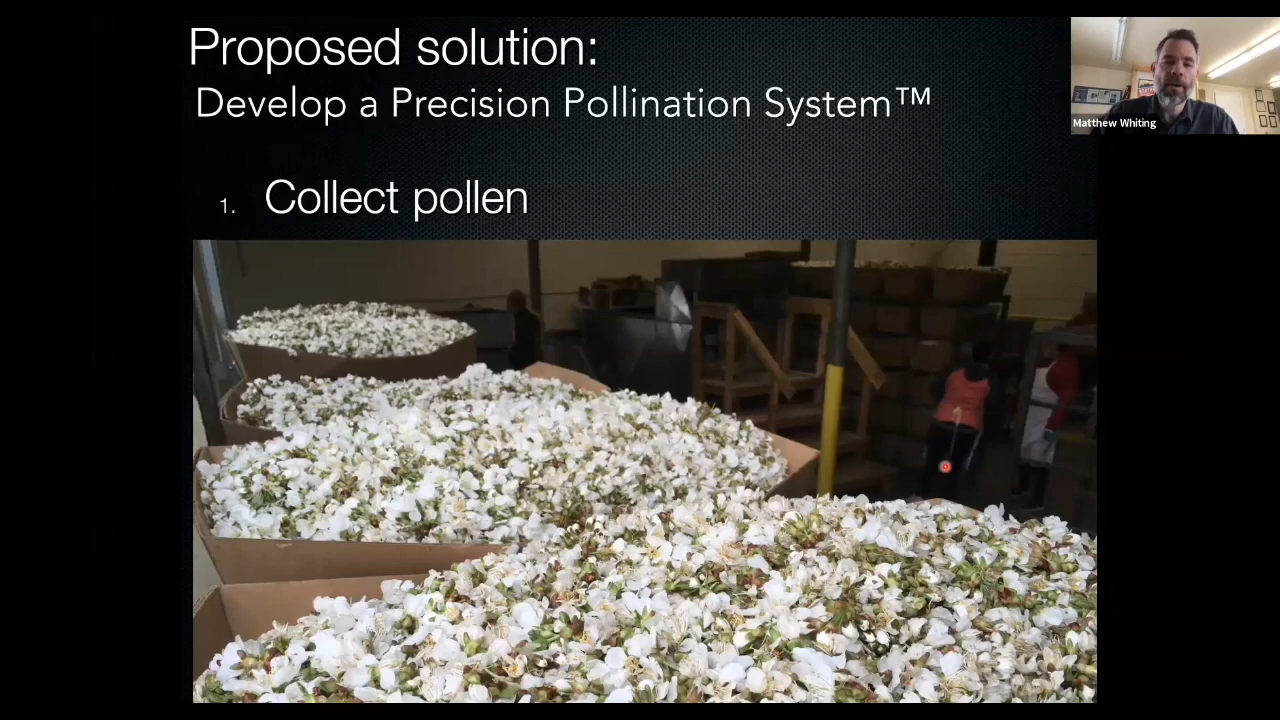 Proposed solution:
Develop a Precision Pollination System™
1. Collect pollen
Matthew Whiting